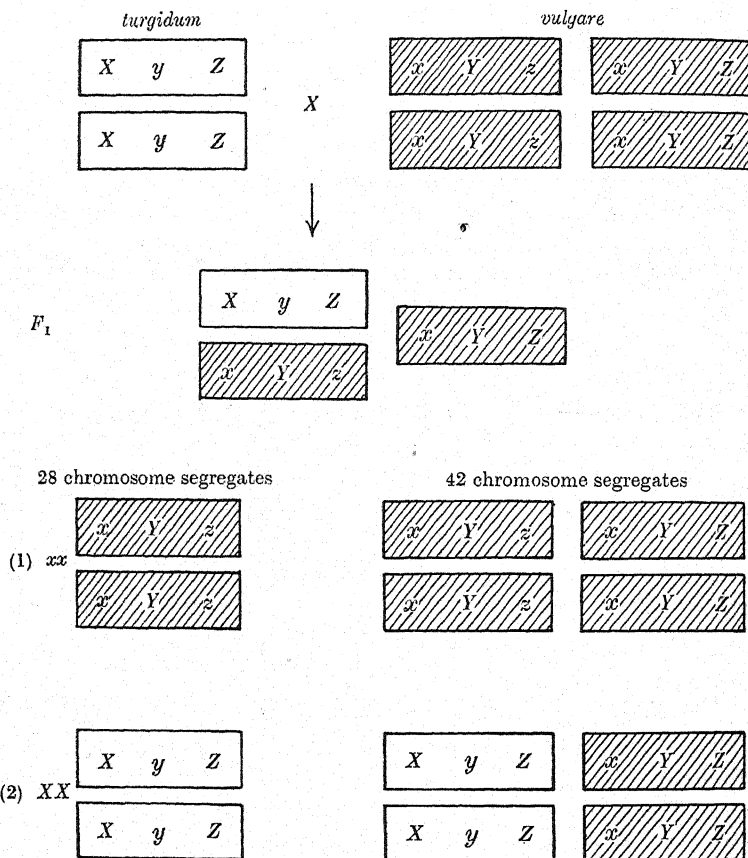 turgidum vulgare
X y Z x Y z x Y Z
X
X y Z x Y z x Y Z
X y Z
F₁ x Y Z
x Y z
28 chromosome segregates 42 chromosome segregates
x Y z x Y z x Y Z
(1) xx
x Y z x Y z x Y Z
X y Z X y Z x Y Z
(2) XX
X y Z X y Z x Y Z